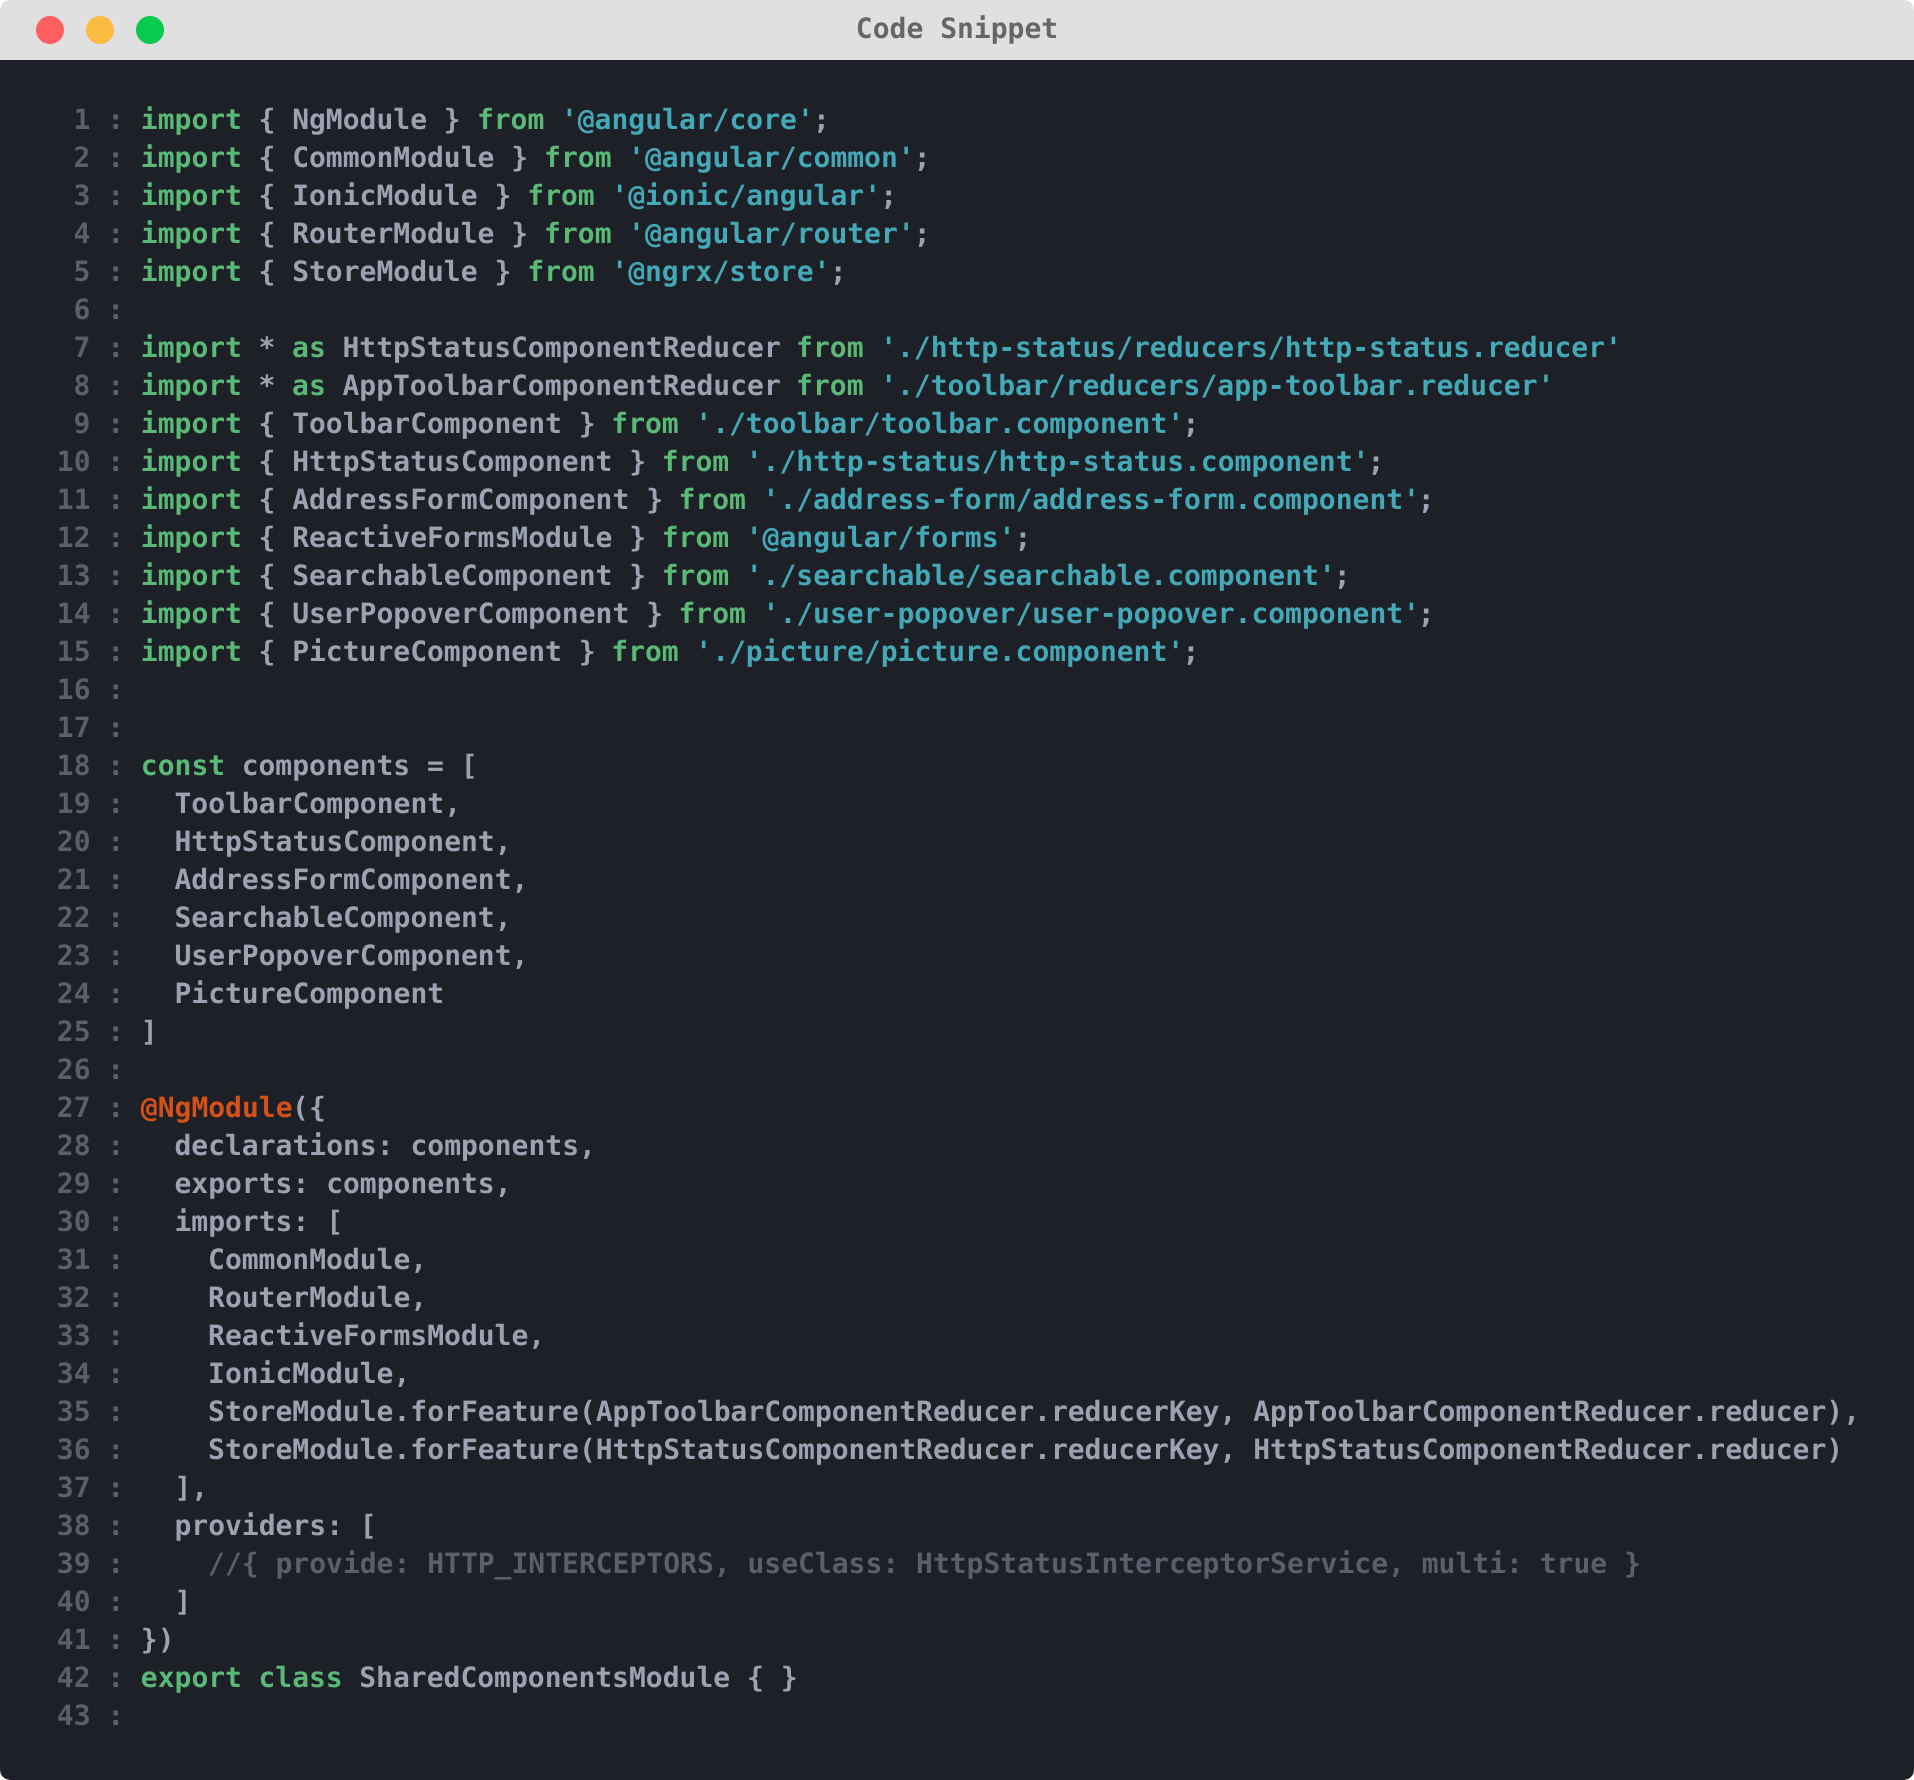 Code Snippet
1 : import { NgModule } from '@angular/core';
2 : import { CommonModule } from '@angular/common';
3 : import { IonicModule } from '@ionic/angular';
4 : import { RouterModule } from '@angular/router';
5 : import { StoreModule } from '@ngrx/store';
6 :
7 : import * as HttpStatusComponentReducer from './http-status/reducers/http-status.reducer'
8 : import * as AppToolbarComponentReducer from './toolbar/reducers/app-toolbar.reducer'
9 : import { ToolbarComponent } from './toolbar/toolbar.component';
10 : import { HttpStatusComponent } from './http-status/http-status.component';
11 : import { AddressFormComponent } from './address-form/address-form.component';
12 : import { ReactiveFormsModule } from '@angular/forms';
13 : import { SearchableComponent } from './searchable/searchable.component';
14 : import { UserPopoverComponent } from './user-popover/user-popover.component';
15 : import { PictureComponent } from './picture/picture.component';
16 :
17 :
18 : const components = [
19 :   ToolbarComponent,
20 :   HttpStatusComponent,
21 :   AddressFormComponent,
22 :   SearchableComponent,
23 :   UserPopoverComponent,
24 :   PictureComponent
25 : ]
26 :
27 : @NgModule({
28 :   declarations: components,
29 :   exports: components,
30 :   imports: [
31 :     CommonModule,
32 :     RouterModule,
33 :     ReactiveFormsModule,
34 :     IonicModule,
35 :     StoreModule.forFeature(AppToolbarComponentReducer.reducerKey, AppToolbarComponentReducer.reducer),
36 :     StoreModule.forFeature(HttpStatusComponentReducer.reducerKey, HttpStatusComponentReducer.reducer)
37 :   ],
38 :   providers: [
39 :     //{ provide: HTTP_INTERCEPTORS, useClass: HttpStatusInterceptorService, multi: true }
40 :   ]
41 : })
42 : export class SharedComponentsModule { }
43 :